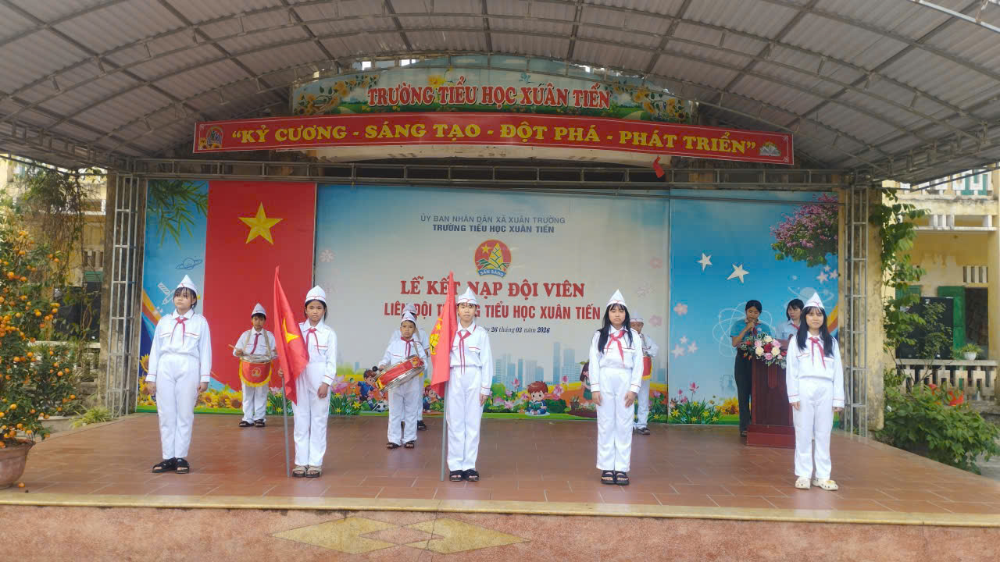 TRƯỜNG TIỂU HỌC XUÂN TIẾN
“KỶ CƯƠNG - SÁNG TẠO - ĐỘT PHÁ - PHÁT TRIỂN”
ỦY BAN NHÂN DÂN XÃ XUÂN TRƯỜNG
TRƯỜNG TIỂU HỌC XUÂN TIẾN
SẴN SÀNG
LỄ KẾT NẠP ĐỘI VIÊN
LIÊN ĐỘI TRƯỜNG TIỂU HỌC XUÂN TIẾN
26 tháng 03 năm 2026